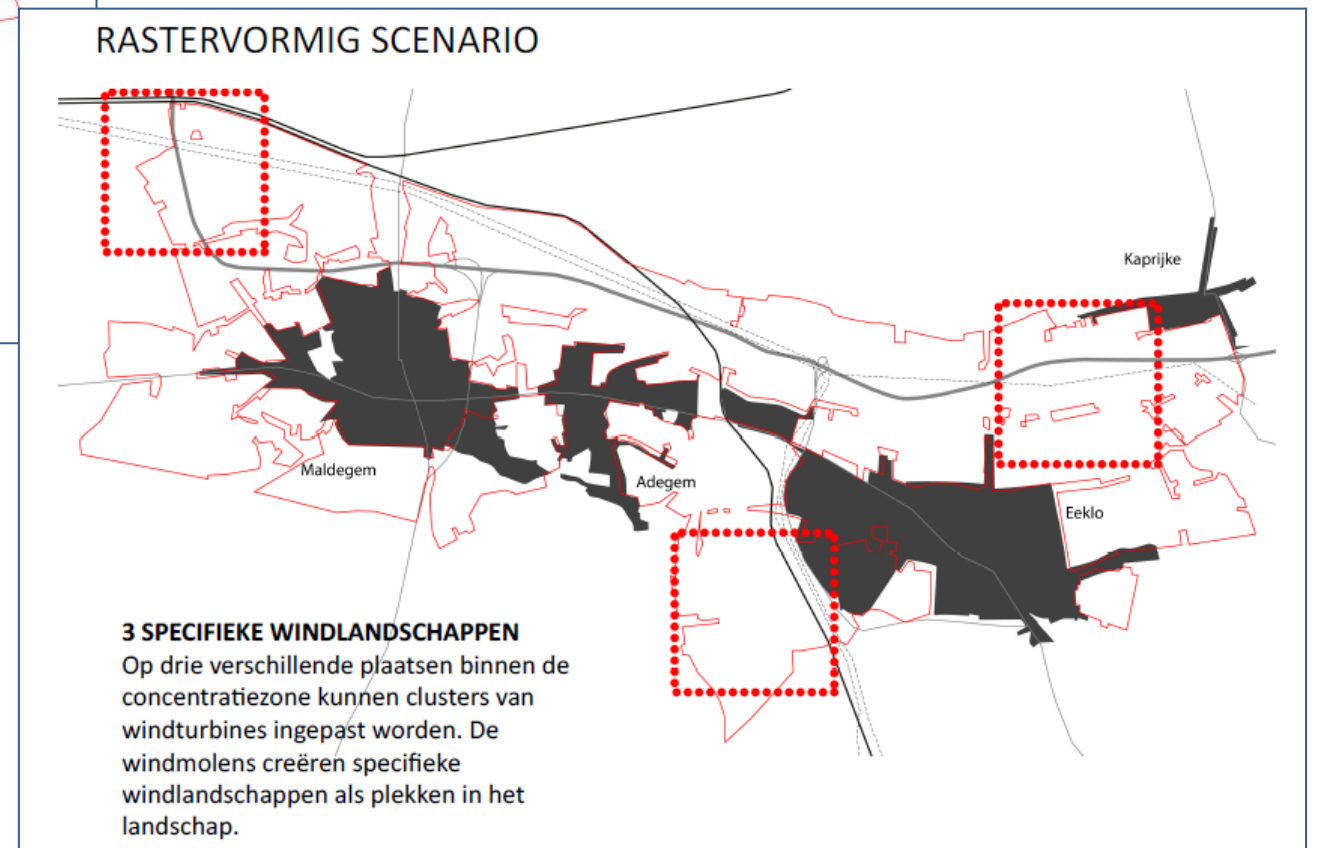 RASTERVORMIG SCENARIO
Kaprijke
Maldegem
Adegem
Eeklo
3 SPECIFIEKE WINDLANDSCHAPPEN
Op drie verschillende plaatsen binnen de
concentratiezone kunnen clusters van
windturbines ingepast worden. De
windmolens creëren specifieke
windlandschappen als plekken in het
landschap.